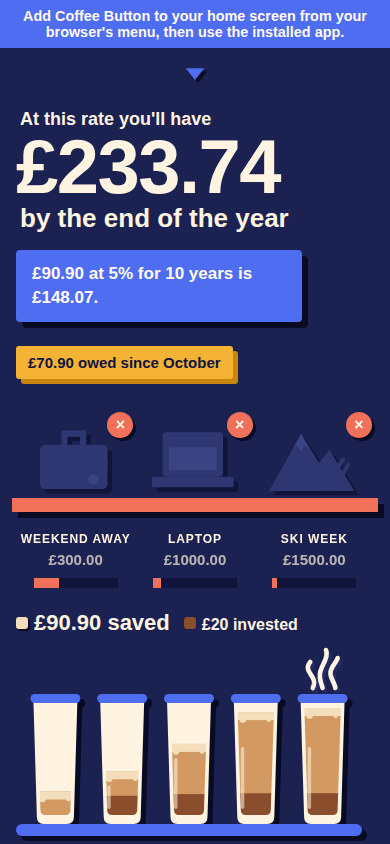 Add Coffee Button to your home screen from your
browser's menu, then use the installed app.
At this rate you'll have
£233.74
by the end of the year
£90.90 at 5% for 10 years is
£148.07.
£70.90 owed since October
× × ×
WEEKEND AWAY LAPTOP SKI WEEK
£300.00 £1000.00 £1500.00
£90.90 saved £20 invested